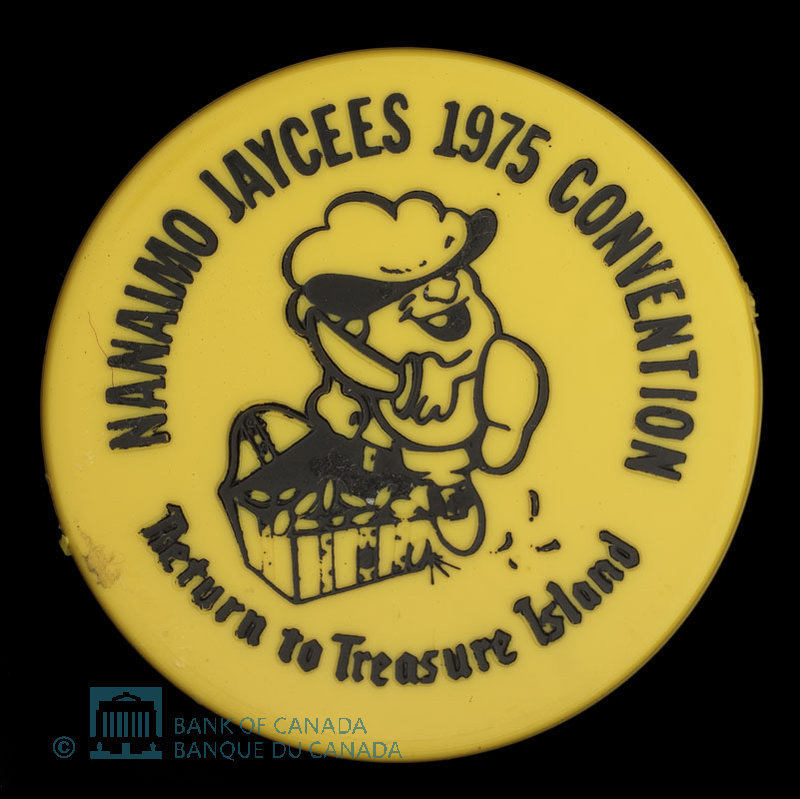 NANAIMO JAYCEES 1975 CONVENTION
Return to Treasure Island
© BANK OF CANADA
BANQUE DU CANADA